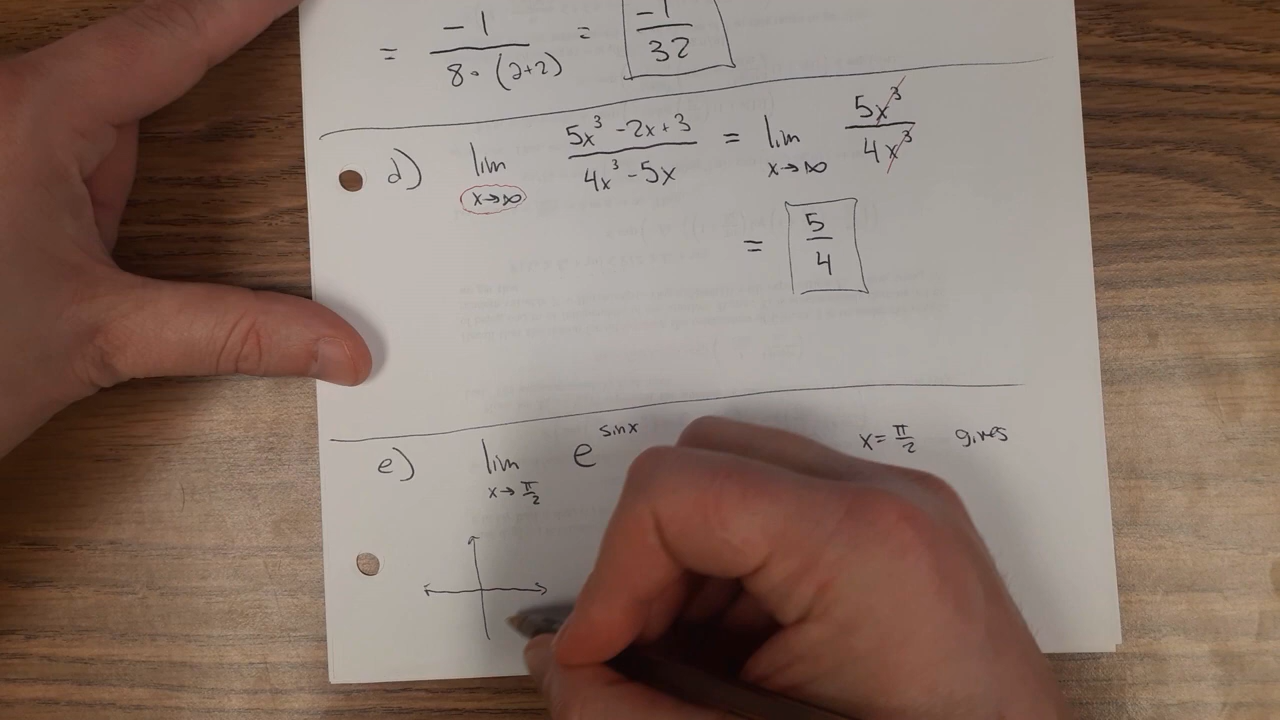 = -1 / 8 · (2+2) = -1 / 32
d) lim x→∞ 5x³ -2x+3 / 4x³ -5x = lim x→∞ 5x³ / 4x³
= 5 / 4
e) lim x→π/2 e^sinx x = π/2 gives